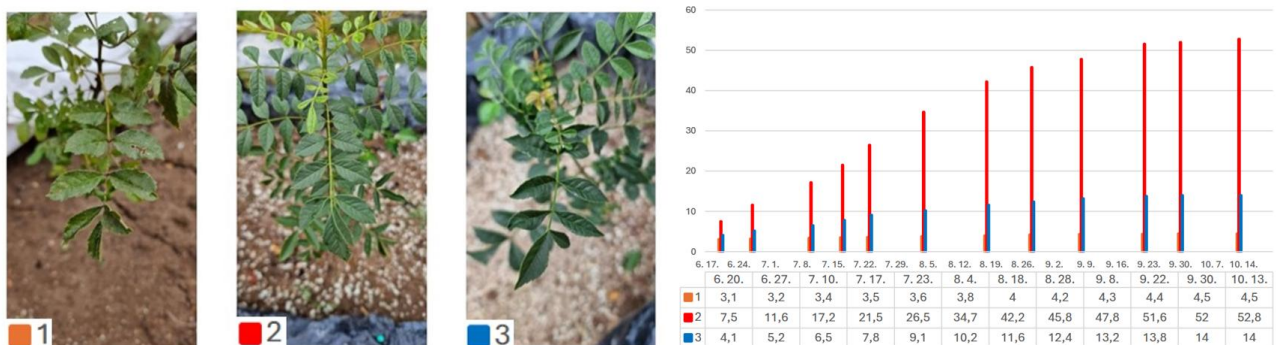 1
2
3
60
50
40
30
20
10
0
6. 17. 6. 24. 7. 1. 7. 8. 7. 15. 7. 22. 7. 29. 8. 5. 8. 12. 8. 19. 8. 26. 9. 2. 9. 9. 9. 16. 9. 23. 9. 30. 10. 7. 10. 14.
6. 20. 6. 27. 7. 10. 7. 17. 7. 23. 8. 4. 8. 18. 8. 28. 9. 8. 9. 22. 9. 30. 10. 13.
1 3,1 3,2 3,4 3,5 3,6 3,8 4 4,2 4,3 4,4 4,5 4,5
2 7,5 11,6 17,2 21,5 26,5 34,7 42,2 45,8 47,8 51,6 52 52,8
3 4,1 5,2 6,5 7,8 9,1 10,2 11,6 12,4 13,2 13,8 14 14